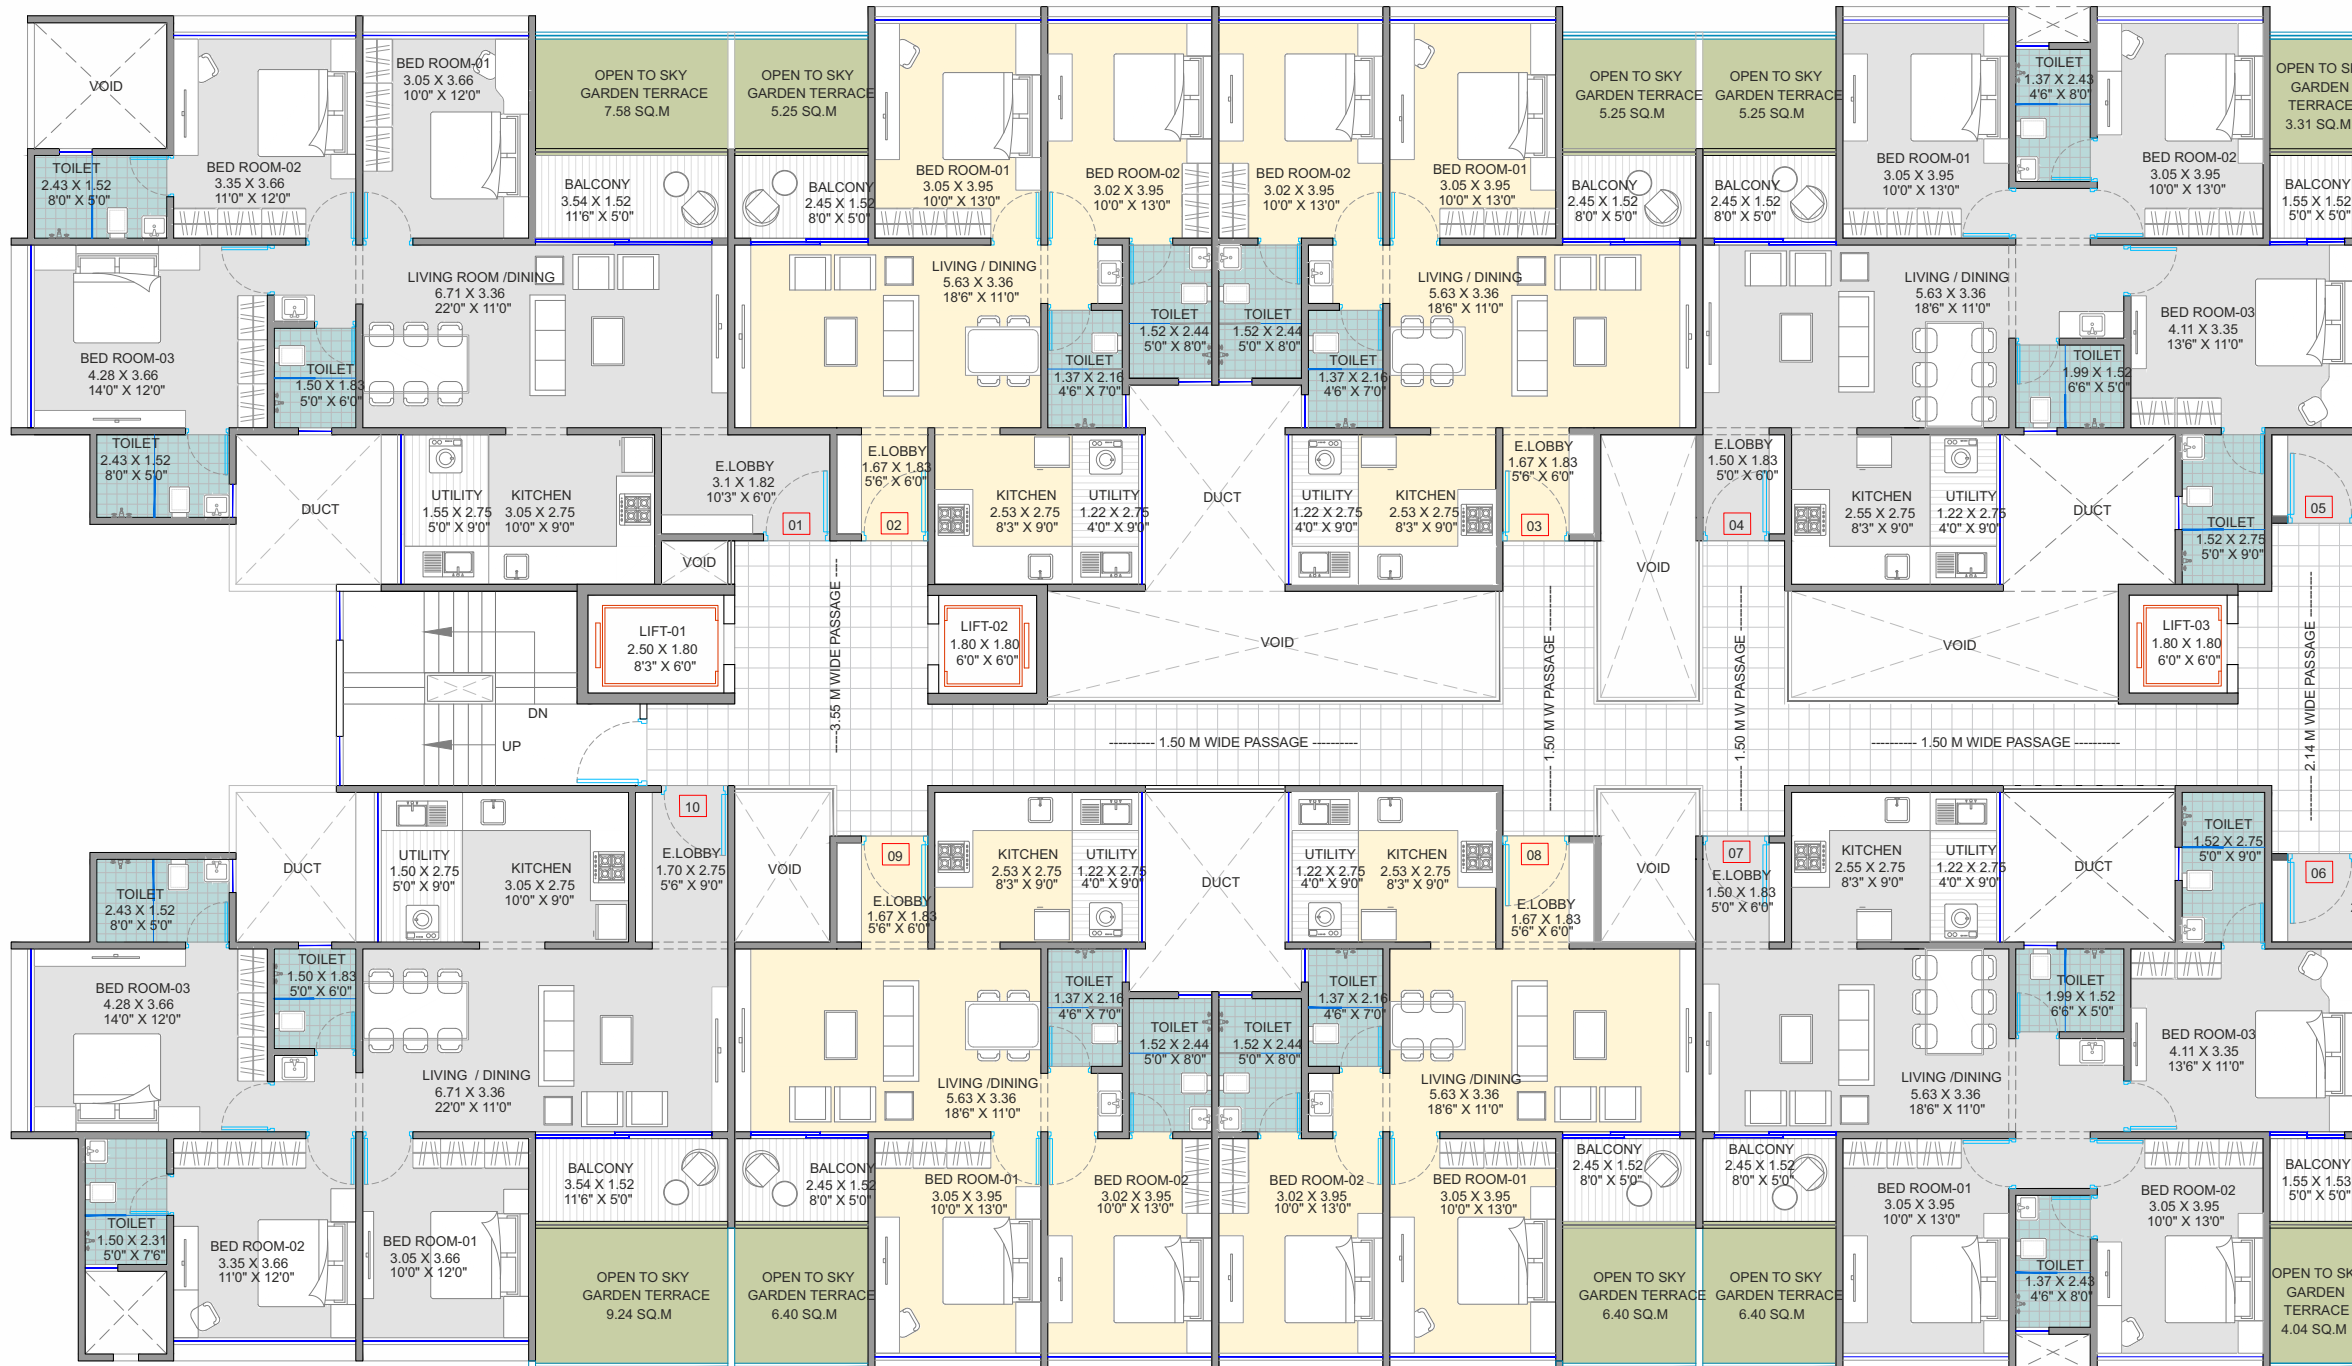 VOID
BED ROOM-02
3.35 X 3.66
11'0" X 12'0"
BED ROOM-01
3.05 X 3.66
10'0" X 12'0"
OPEN TO SKY
GARDEN TERRACE
7.58 SQ.M
OPEN TO SKY
GARDEN TERRACE
5.25 SQ.M
BED ROOM-01
3.05 X 3.95
10'0" X 13'0"
BED ROOM-02
3.02 X 3.95
10'0" X 13'0"
BED ROOM-02
3.02 X 3.95
10'0" X 13'0"
BED ROOM-01
3.05 X 3.95
10'0" X 13'0"
OPEN TO SKY
GARDEN TERRACE
5.25 SQ.M
OPEN TO SKY
GARDEN TERRACE
5.25 SQ.M
BED ROOM-01
3.05 X 3.95
10'0" X 13'0"
TOILET
1.37 X 2.43
4'6" X 8'0"
BED ROOM-02
3.05 X 3.95
10'0" X 13'0"
GARDEN
TERRACE
3.31 SQ.M
TOILET
2.43 X 1.52
8'0" X 5'0"
BALCONY
3.54 X 1.52
11'6" X 5'0"
BALCONY
2.45 X 1.52
8'0" X 5'0"
BALCONY
2.45 X 1.52
8'0" X 5'0"
BALCONY
2.45 X 1.52
8'0" X 5'0"
BALCONY
1.55 X 1.52
5'0" X 5'0"
BED ROOM-03
4.28 X 3.66
14'0" X 12'0"
TOILET
1.50 X 1.83
5'0" X 6'0"
LIVING ROOM /DINING
6.71 X 3.36
22'0" X 11'0"
LIVING / DINING
5.63 X 3.36
18'6" X 11'0"
TOILET
1.37 X 2.16
4'6" X 7'0"
TOILET
1.52 X 2.44
5'0" X 8'0"
TOILET
1.52 X 2.44
5'0" X 8'0"
TOILET
1.37 X 2.16
4'6" X 7'0"
LIVING / DINING
5.63 X 3.36
18'6" X 11'0"
LIVING / DINING
5.63 X 3.36
18'6" X 11'0"
TOILET
1.99 X 1.52
6'6" X 5'0"
BED ROOM-03
4.11 X 3.35
13'6" X 11'0"
TOILET
2.43 X 1.52
8'0" X 5'0"
DUCT
UTILITY
1.55 X 2.75
5'0" X 9'0"
KITCHEN
3.05 X 2.75
10'0" X 9'0"
E.LOBBY
3.1 X 1.82
10'3" X 6'0"
01
E.LOBBY
1.67 X 1.83
5'6" X 6'0"
02
KITCHEN
2.53 X 2.75
8'3" X 9'0"
UTILITY
1.22 X 2.75
4'0" X 9'0"
DUCT
UTILITY
1.22 X 2.75
4'0" X 9'0"
KITCHEN
2.53 X 2.75
8'3" X 9'0"
E.LOBBY
1.67 X 1.83
5'6" X 6'0"
03
VOID
E.LOBBY
1.50 X 1.83
5'0" X 6'0"
04
KITCHEN
2.55 X 2.75
8'3" X 9'0"
UTILITY
1.22 X 2.75
4'0" X 9'0"
DUCT
TOILET
1.52 X 2.75
5'0" X 9'0"
05
VOID
LIFT-01
2.50 X 1.80
8'3" X 6'0"
----3.55 M WIDE PASSAGE ----
LIFT-02
1.80 X 1.80
6'0" X 6'0"
VOID
-----1.50 M W PASSAGE -----
-----1.50 M W PASSAGE -----
VOID
LIFT-03
1.80 X 1.80
6'0" X 6'0"
----- 2.14 M WIDE PASSAGE -----
DN
UP
---------- 1.50 M WIDE PASSAGE ----------
---------- 1.50 M WIDE PASSAGE ----------
DUCT
UTILITY
1.50 X 2.75
5'0" X 9'0"
KITCHEN
3.05 X 2.75
10'0" X 9'0"
10
E.LOBBY
1.70 X 2.75
5'6" X 9'0"
VOID
09
E.LOBBY
1.67 X 1.83
5'6" X 6'0"
KITCHEN
2.53 X 2.75
8'3" X 9'0"
UTILITY
1.22 X 2.75
4'0" X 9'0"
DUCT
UTILITY
1.22 X 2.75
4'0" X 9'0"
KITCHEN
2.53 X 2.75
8'3" X 9'0"
08
E.LOBBY
1.67 X 1.83
5'6" X 6'0"
VOID
07
E.LOBBY
1.50 X 1.83
5'0" X 6'0"
KITCHEN
2.55 X 2.75
8'3" X 9'0"
UTILITY
1.22 X 2.75
4'0" X 9'0"
DUCT
TOILET
1.52 X 2.75
5'0" X 9'0"
06
TOILET
2.43 X 1.52
8'0" X 5'0"
BED ROOM-03
4.28 X 3.66
14'0" X 12'0"
TOILET
1.50 X 1.83
5'0" X 6'0"
LIVING / DINING
6.71 X 3.36
22'0" X 11'0"
LIVING /DINING
5.63 X 3.36
18'6" X 11'0"
TOILET
1.37 X 2.16
4'6" X 7'0"
TOILET
1.52 X 2.44
5'0" X 8'0"
TOILET
1.52 X 2.44
5'0" X 8'0"
TOILET
1.37 X 2.16
4'6" X 7'0"
LIVING /DINING
5.63 X 3.36
18'6" X 11'0"
LIVING /DINING
5.63 X 3.36
18'6" X 11'0"
TOILET
1.99 X 1.52
6'6" X 5'0"
BED ROOM-03
4.11 X 3.35
13'6" X 11'0"
TOILET
1.50 X 2.31
5'0" X 7'6"
BED ROOM-02
3.35 X 3.66
11'0" X 12'0"
BED ROOM-01
3.05 X 3.66
10'0" X 12'0"
BALCONY
3.54 X 1.52
11'6" X 5'0"
BALCONY
2.45 X 1.52
8'0" X 5'0"
BED ROOM-01
3.05 X 3.95
10'0" X 13'0"
BED ROOM-02
3.02 X 3.95
10'0" X 13'0"
BED ROOM-02
3.02 X 3.95
10'0" X 13'0"
BED ROOM-01
3.05 X 3.95
10'0" X 13'0"
BALCONY
2.45 X 1.52
8'0" X 5'0"
BALCONY
2.45 X 1.52
8'0" X 5'0"
BED ROOM-01
3.05 X 3.95
10'0" X 13'0"
BED ROOM-02
3.05 X 3.95
10'0" X 13'0"
BALCONY
1.55 X 1.53
5'0" X 5'0"
OPEN TO SKY
GARDEN TERRACE
9.24 SQ.M
OPEN TO SKY
GARDEN TERRACE
6.40 SQ.M
OPEN TO SKY
GARDEN TERRACE
6.40 SQ.M
OPEN TO SKY
GARDEN TERRACE
6.40 SQ.M
TOILET
1.37 X 2.43
4'6" X 8'0"
OPEN TO
GARDEN
TERRACE
4.04 SQ.M